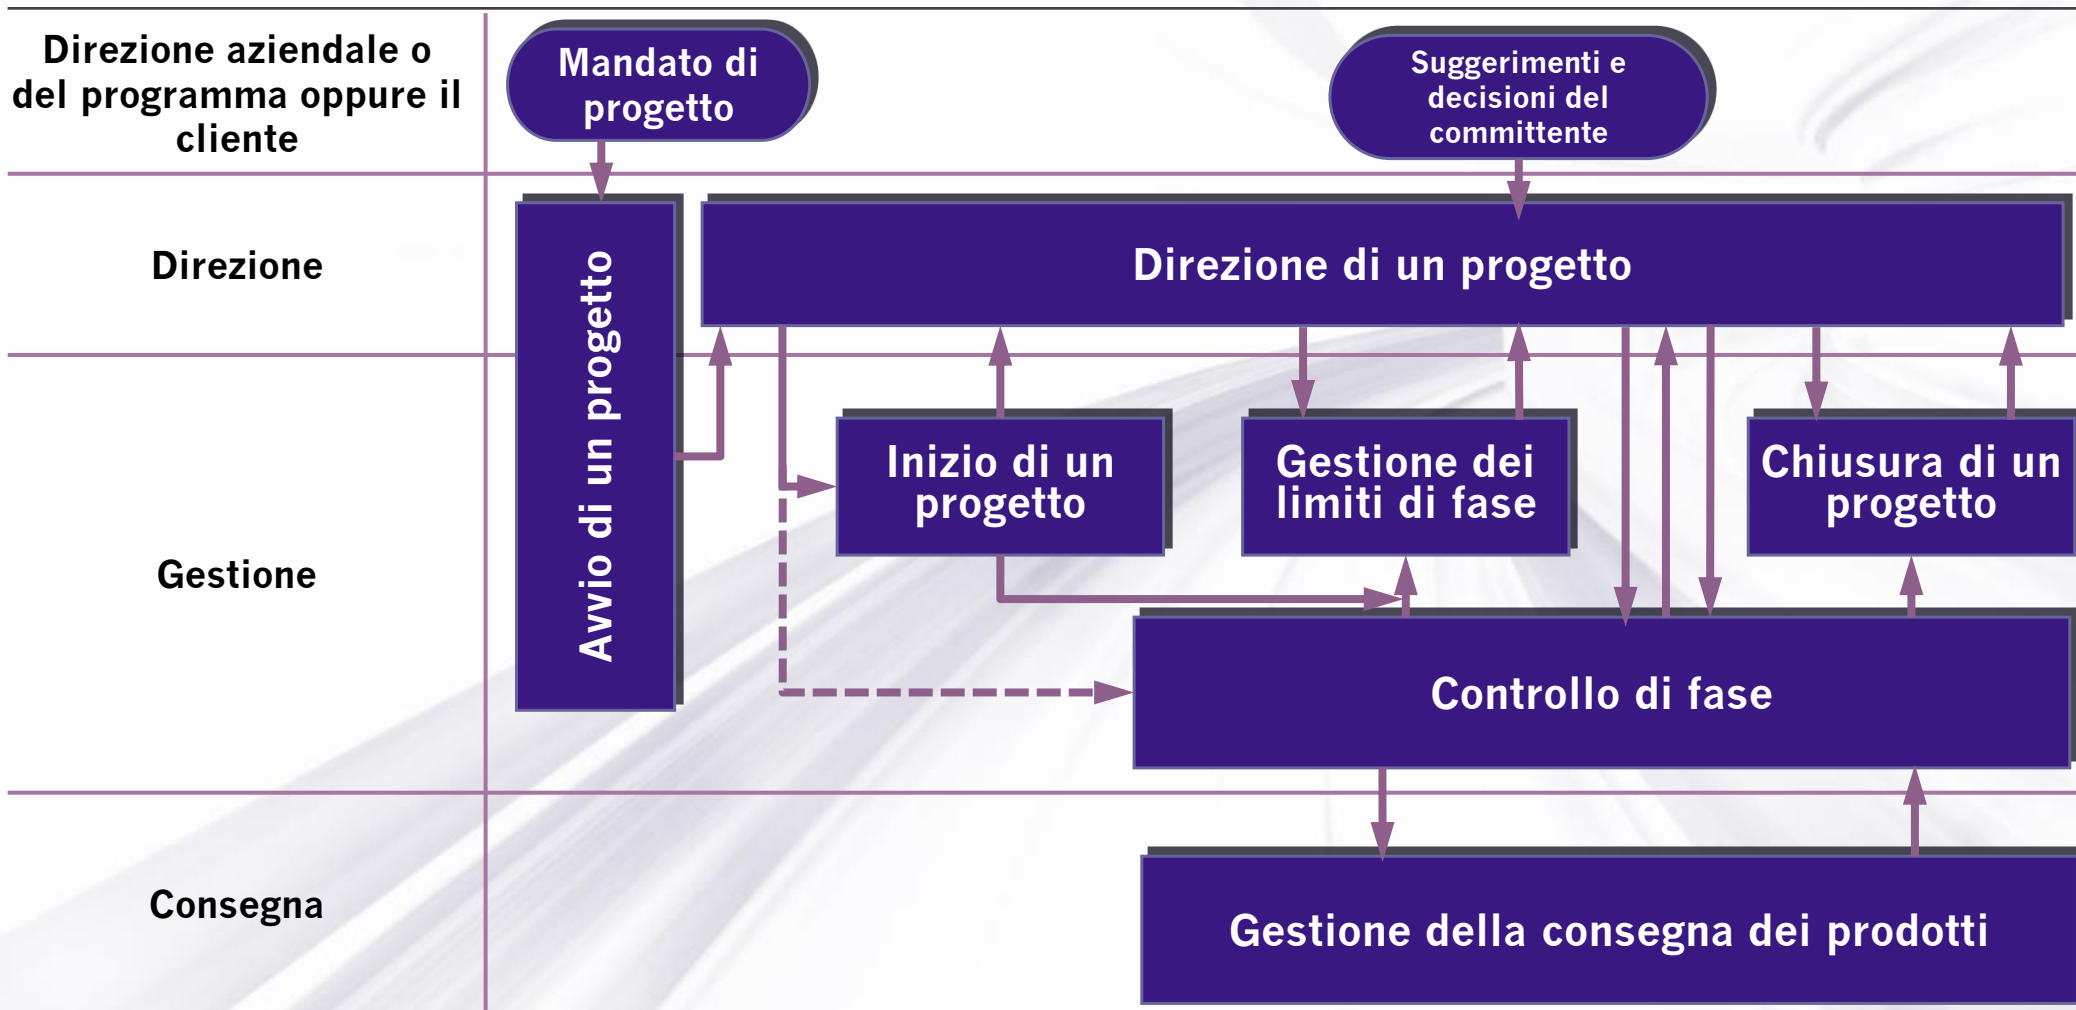 Direzione aziendale o
del programma oppure il
cliente
Mandato di
progetto
Suggerimenti e
decisioni del
committente
Direzione
Avvio di un progetto
Direzione di un progetto
Gestione
Inizio di un
progetto
Gestione dei
limiti di fase
Chiusura di un
progetto
Controllo di fase
Consegna
Gestione della consegna dei prodotti